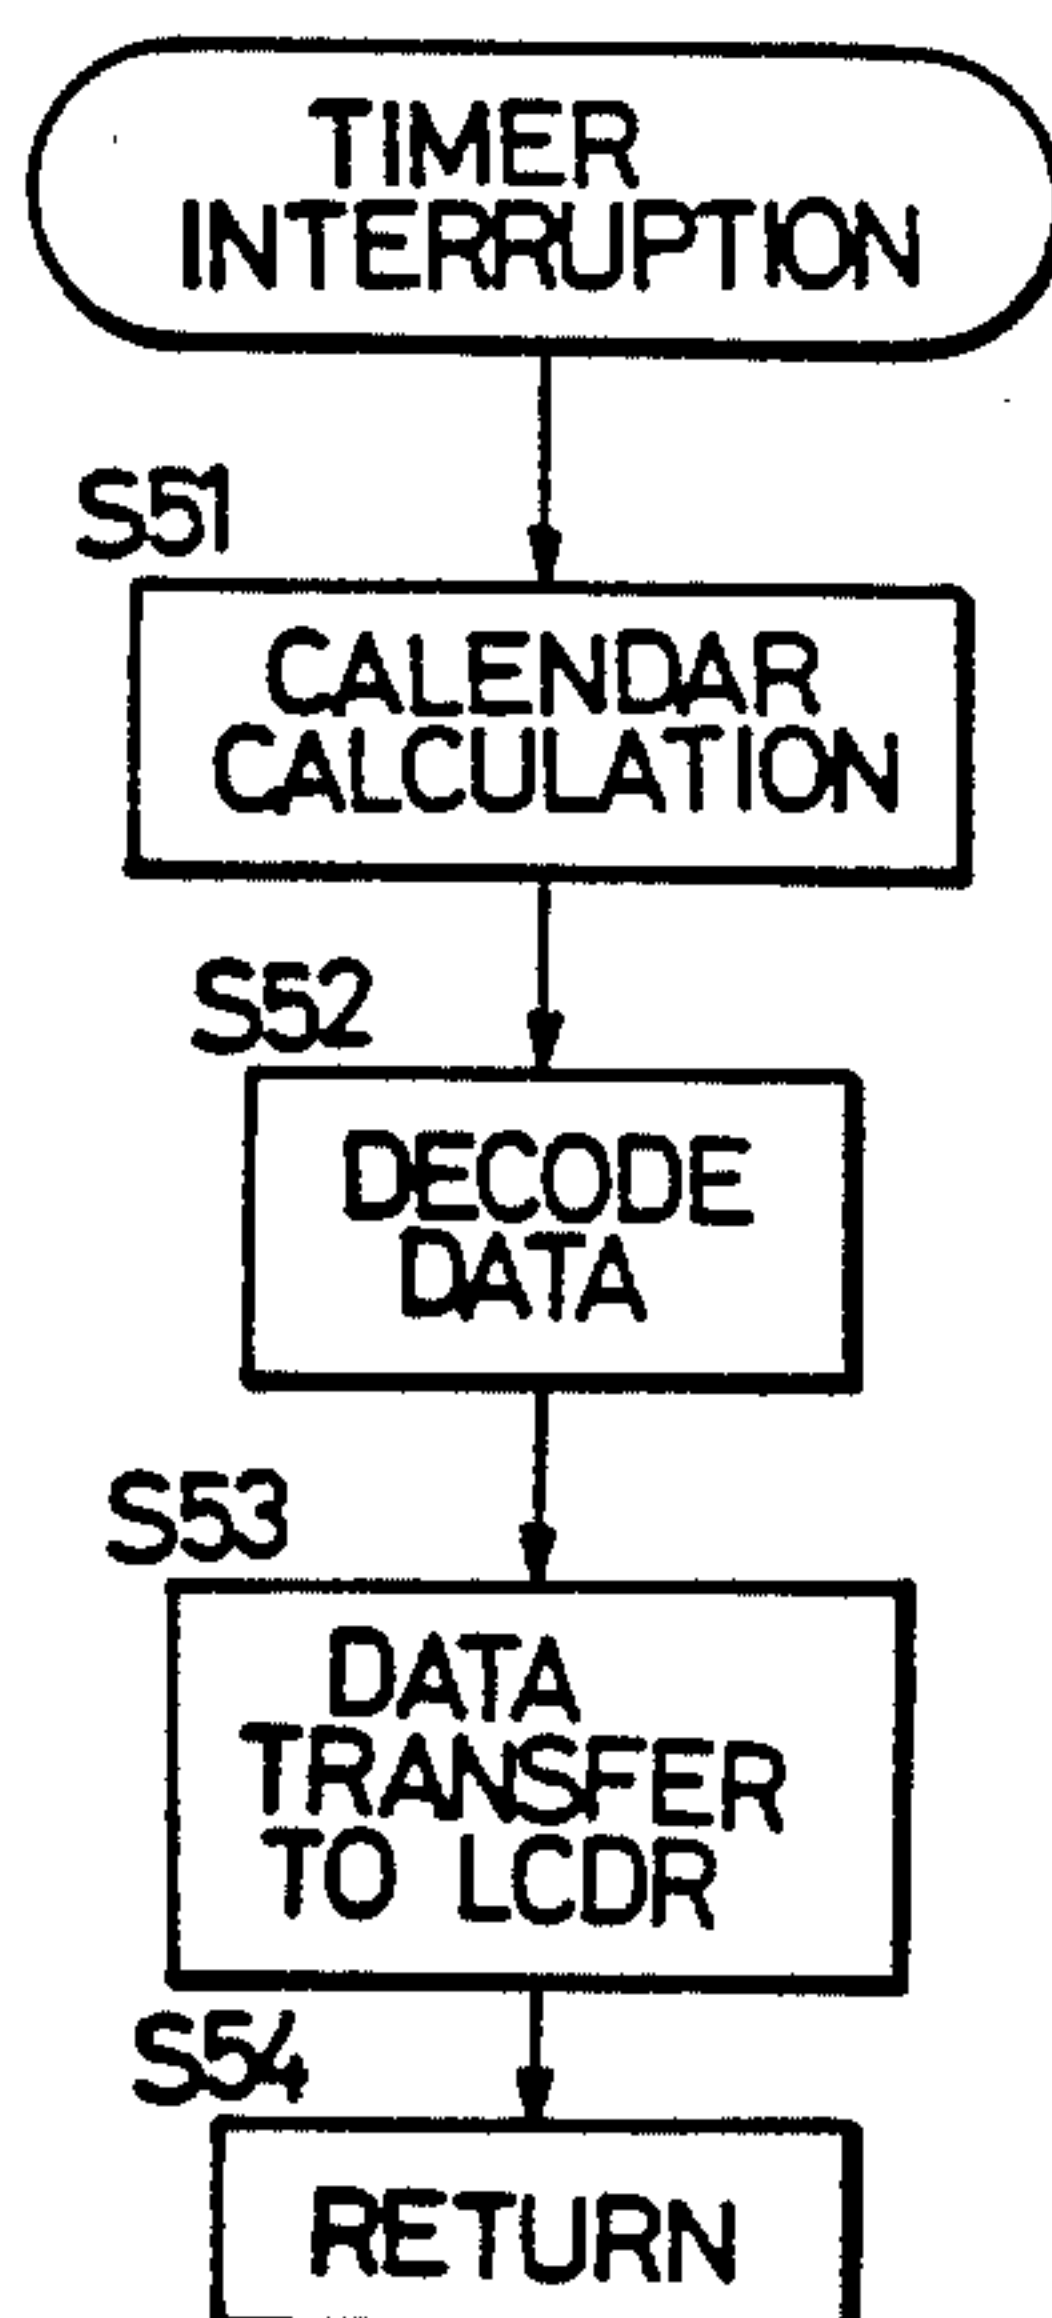 TIMER
INTERRUPTION
S51
CALENDAR
CALCULATION
S52
DECODE
DATA
S53
DATA
TRANSFER
TO LCDR
S54
RETURN